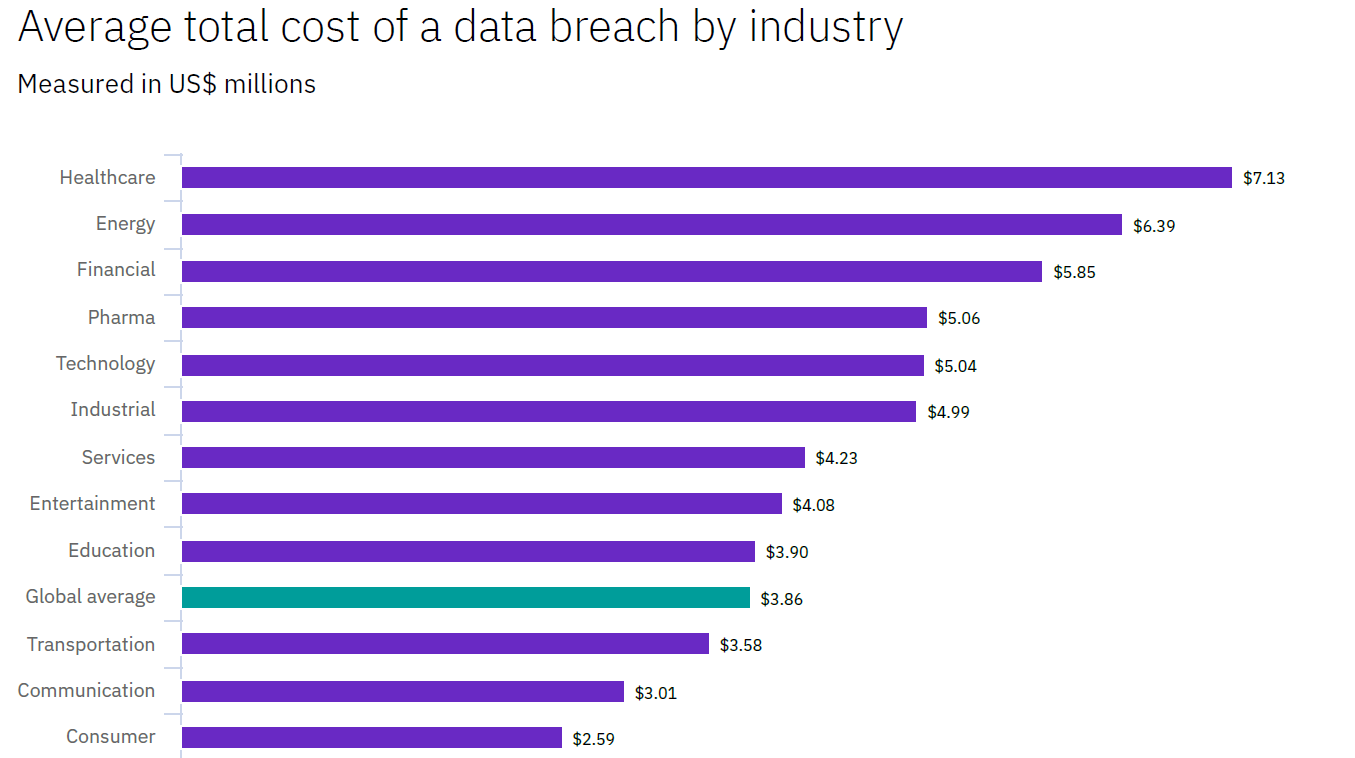 Average total cost of a data breach by industry
Measured in US$ millions
Healthcare $7.13
Energy $6.39
Financial $5.85
Pharma $5.06
Technology $5.04
Industrial $4.99
Services $4.23
Entertainment $4.08
Education $3.90
Global average $3.86
Transportation $3.58
Communication $3.01
Consumer $2.59